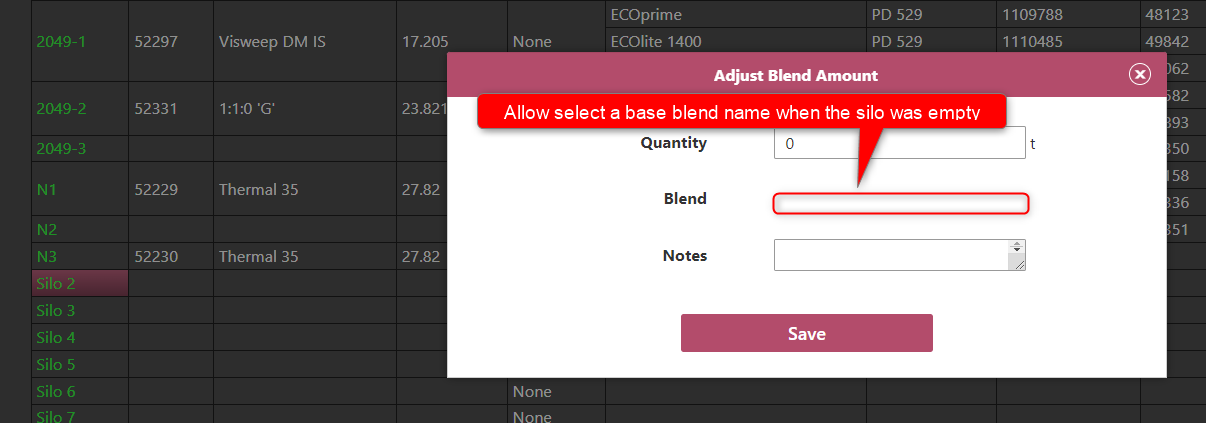 ECOprime PD 529 1109788 48123
2049-1 52297 Visweep DM IS 17.205 None ECOlite 1400 PD 529 1110485 49842
Adjust Blend Amount 062
582
2049-2 52331 1:1:0 'G' 23.821
Allow select a base blend name when the silo was empty
393
2049-3 Quantity 0 t 350
158
N1 52229 Thermal 35 27.82
Blend 336
N2 351
N3 52230 Thermal 35 27.82 Notes
Silo 2
Silo 3
Silo 4 Save
Silo 5
Silo 6 None
Silo 7 None